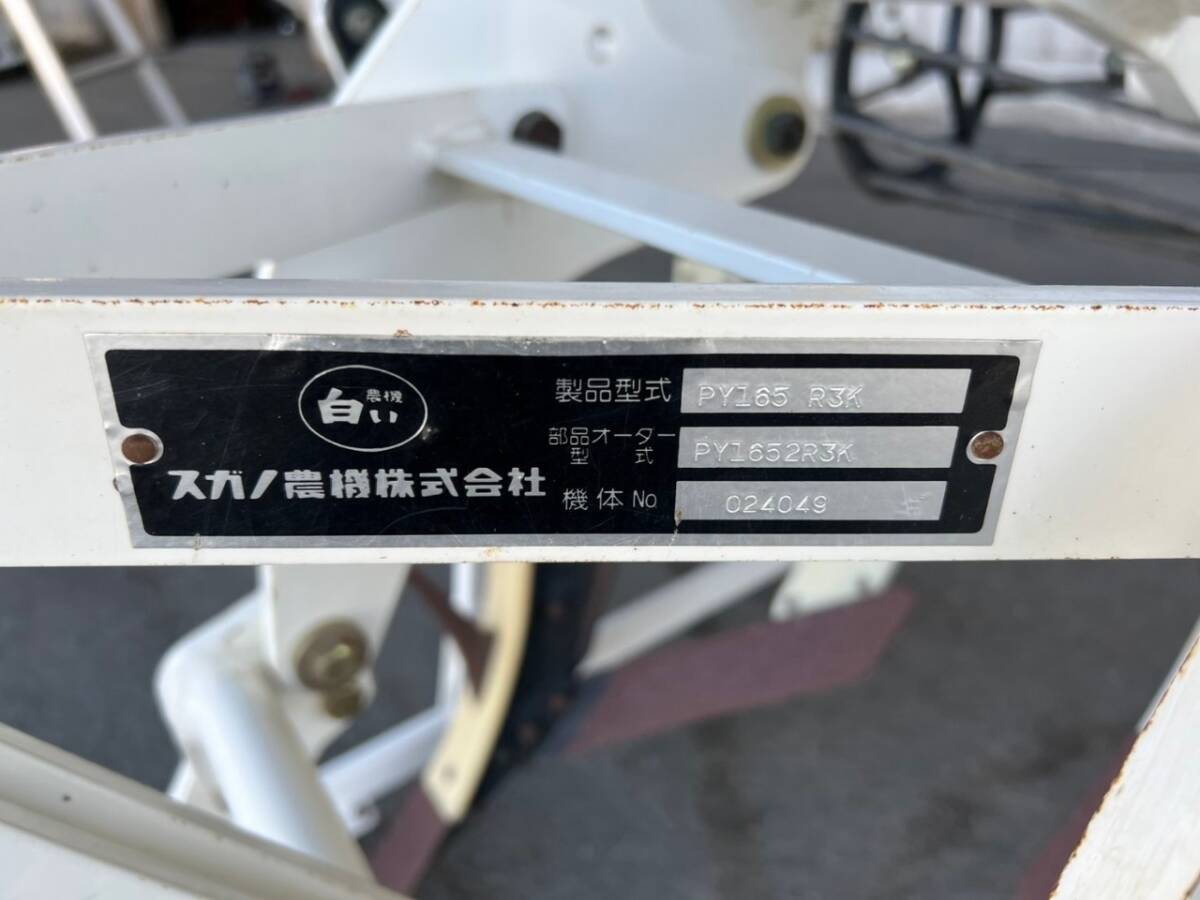 農機
白い
スガノ農機株式会社
製品型式 PY165 R3K
部品オーダー
型式 PY1652R3K
機体No 024049